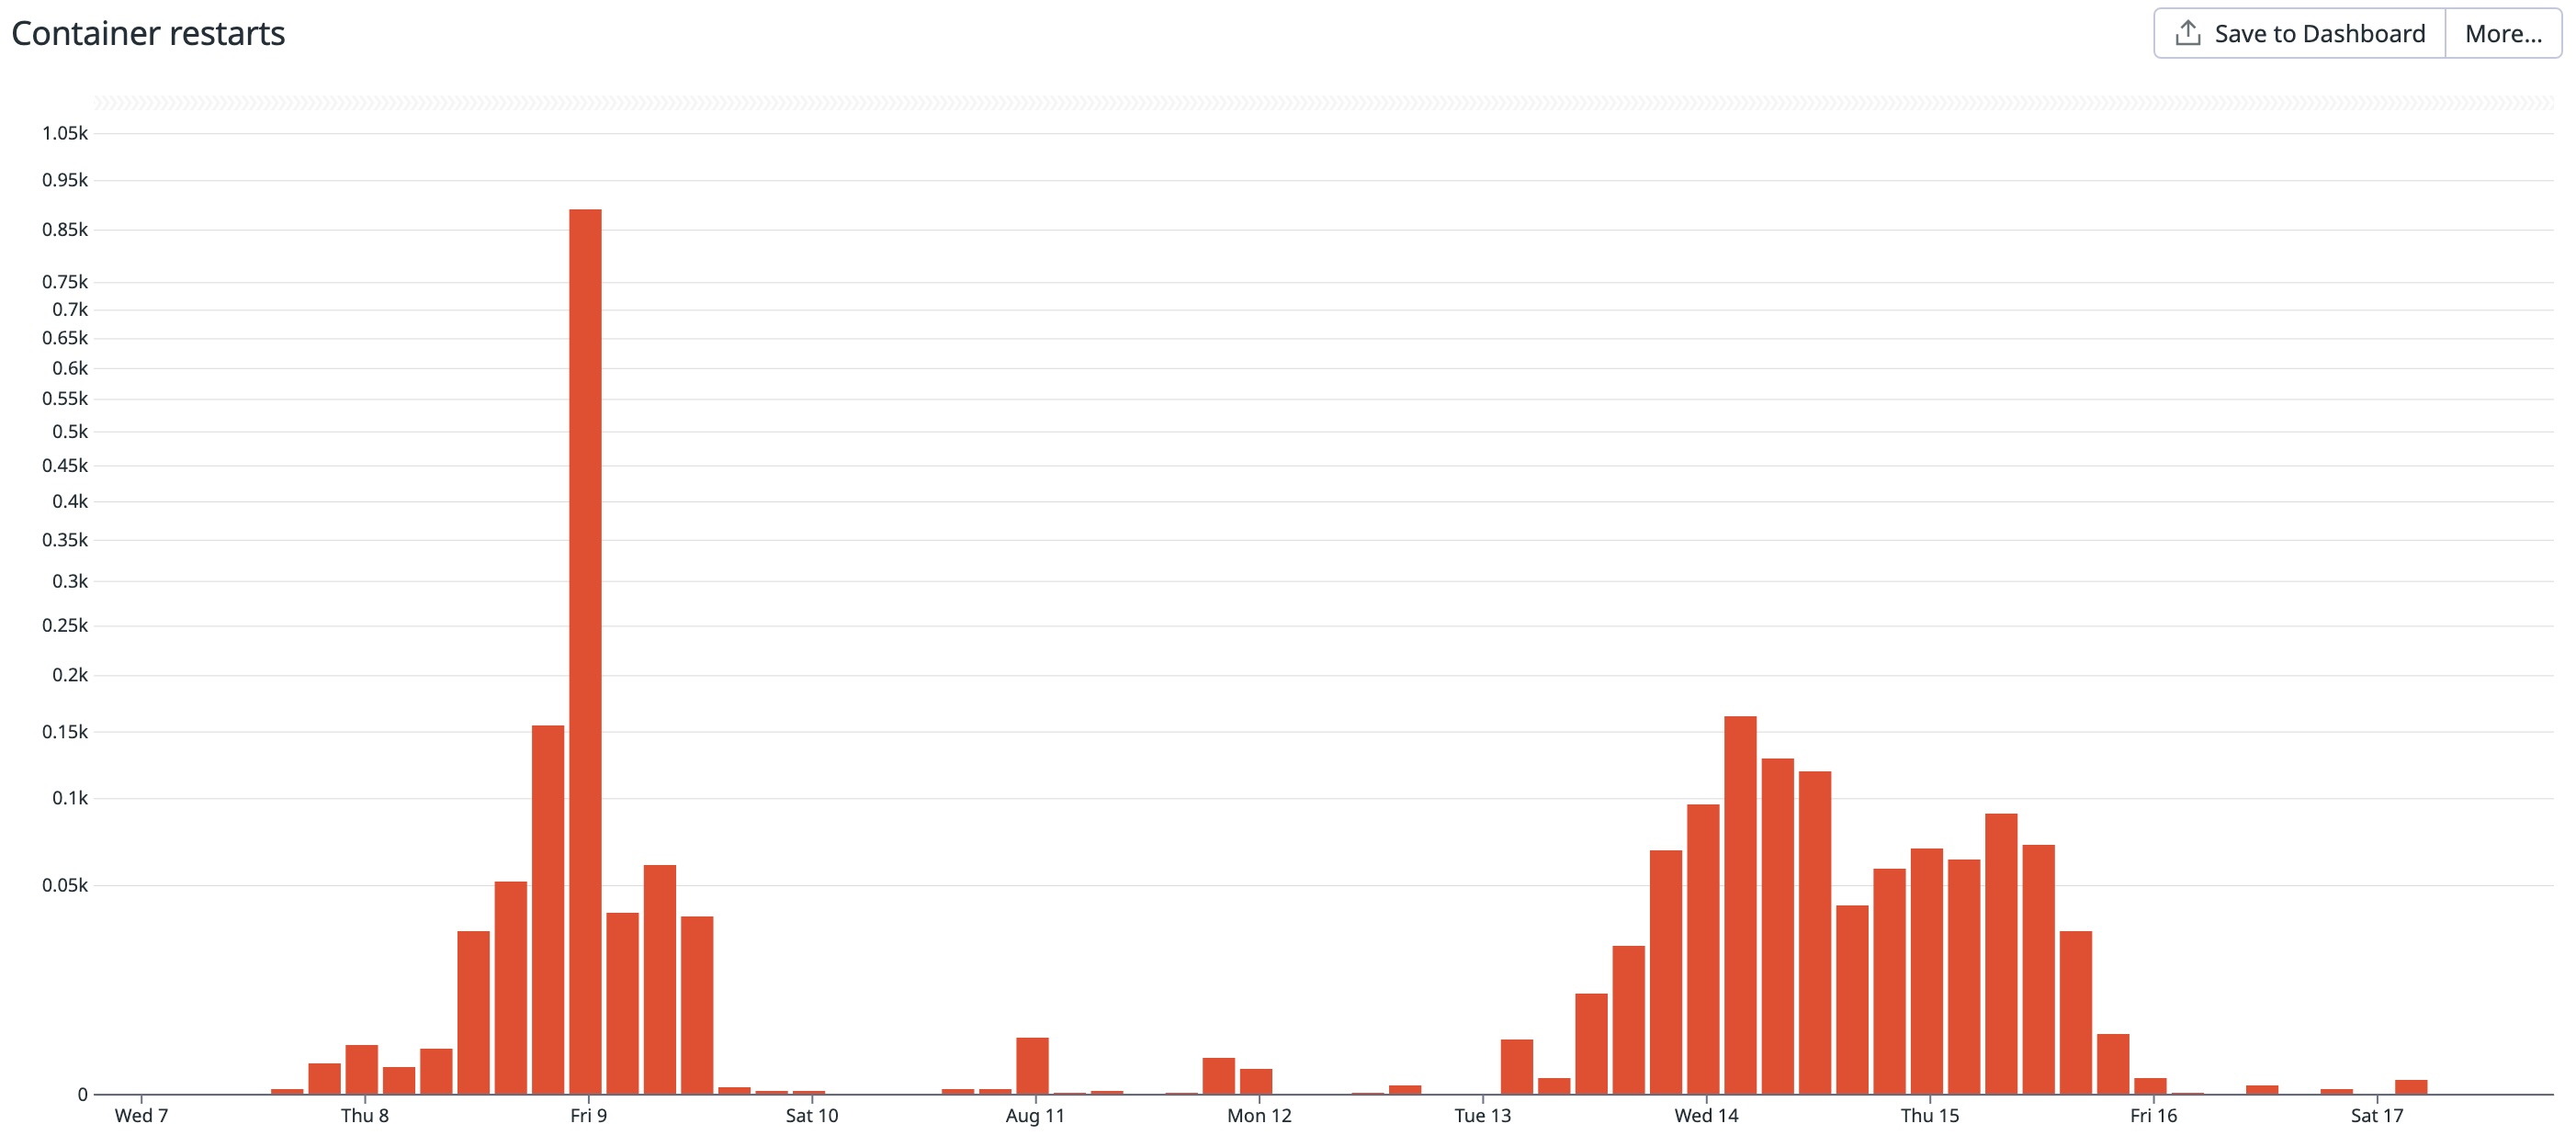 Container restarts
Save to Dashboard
More...
1.05k
0.95k
0.85k
0.75k
0.7k
0.65k
0.6k
0.55k
0.5k
0.45k
0.4k
0.35k
0.3k
0.25k
0.2k
0.15k
0.1k
0.05k
0
Wed 7 Thu 8 Fri 9 Sat 10 Aug 11 Mon 12 Tue 13 Wed 14 Thu 15 Fri 16 Sat 17